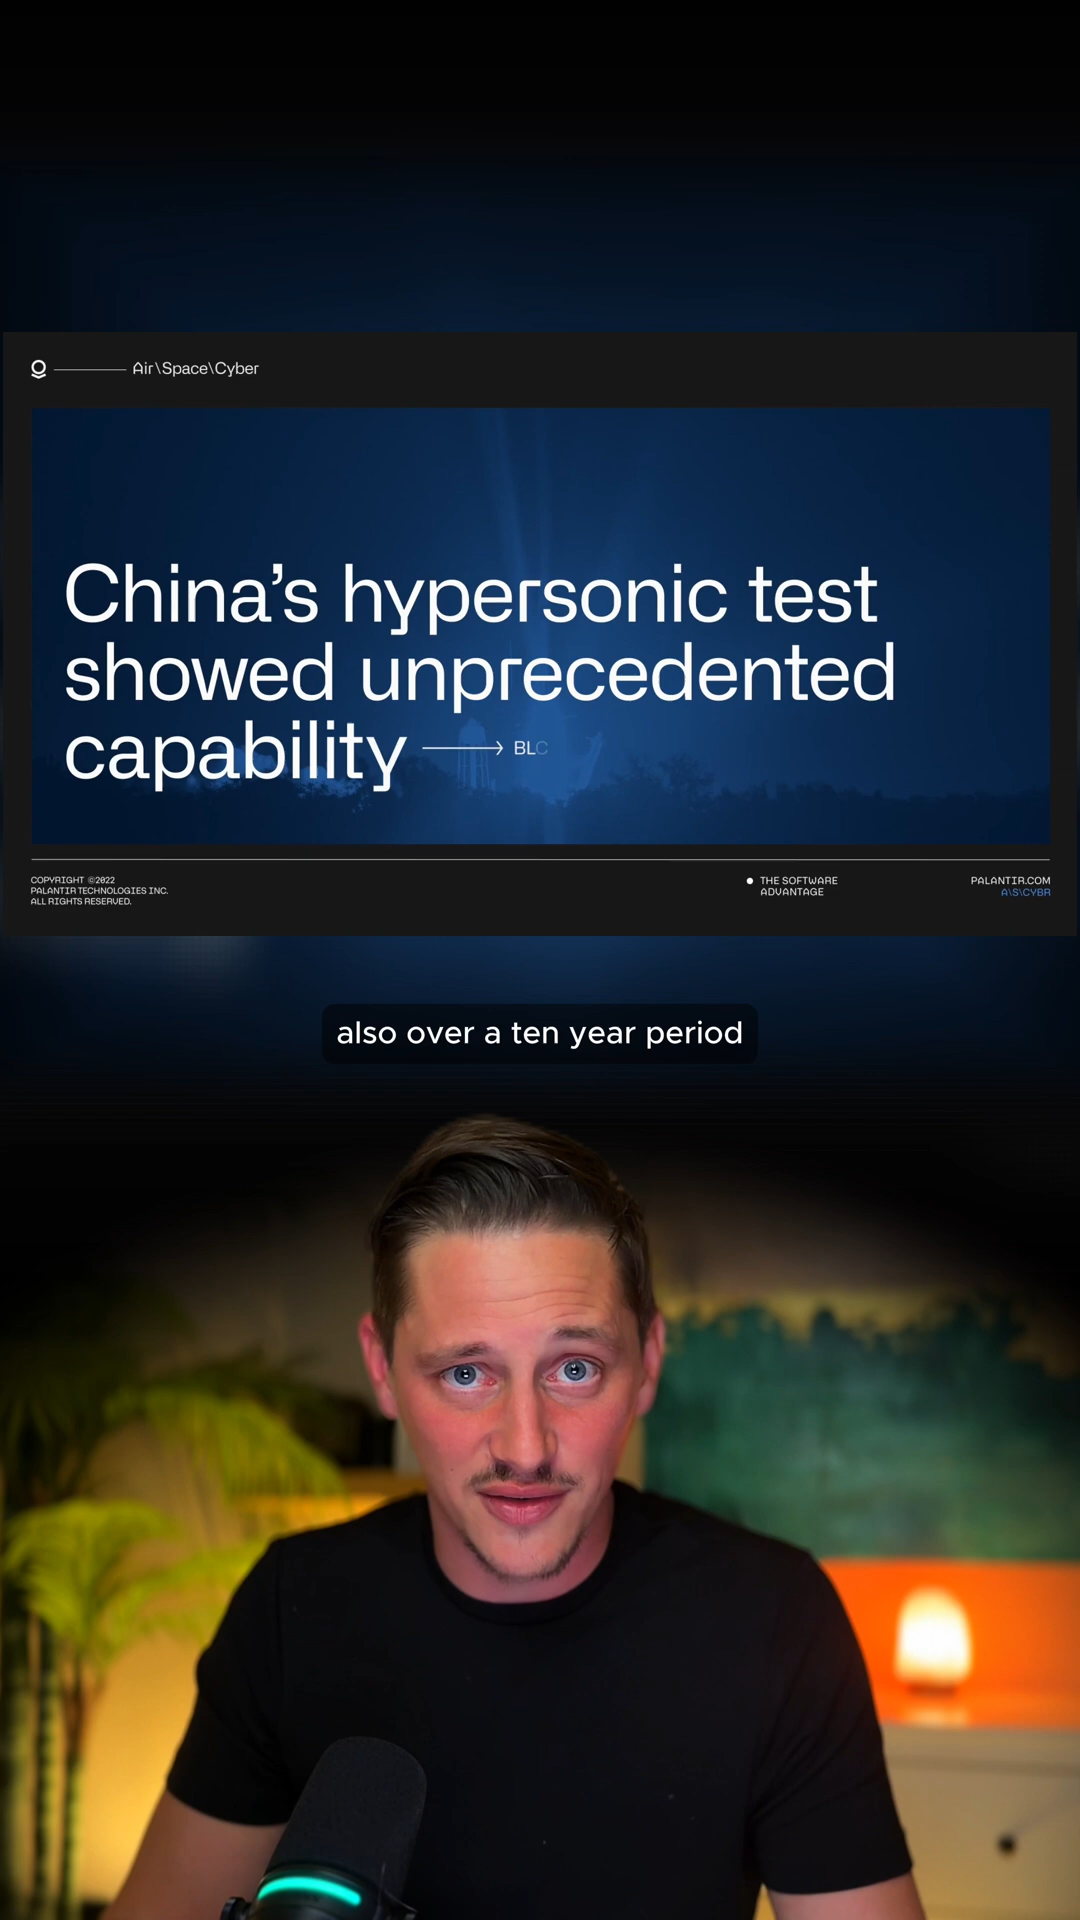 Air\Space\Cyber
China’s hypersonic test
showed unprecedented
capability → BLC
COPYRIGHT ©2022
PALANTIR TECHNOLOGIES INC.
ALL RIGHTS RESERVED.
THE SOFTWARE
ADVANTAGE
PALANTIR.COM
A\S\CYBR
also over a ten year period